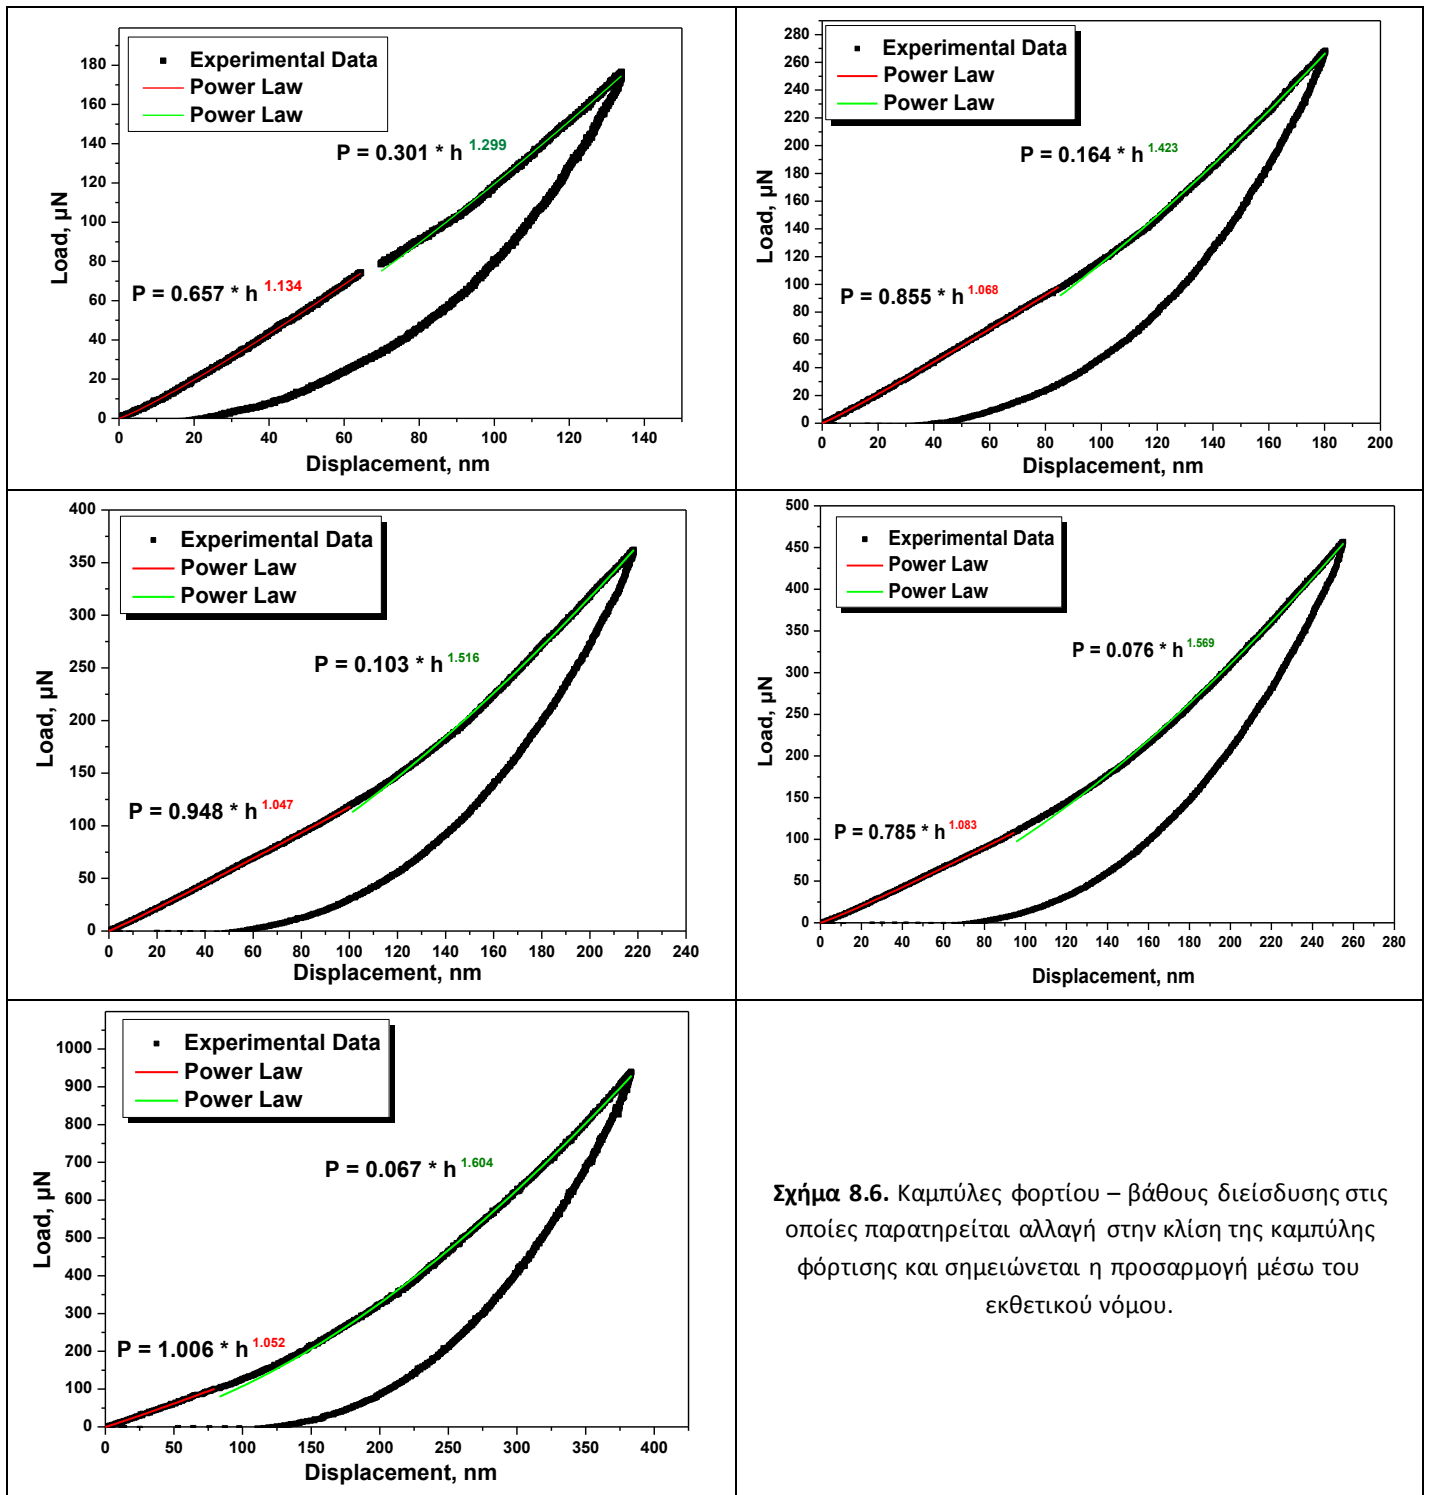 Experimental Data
Power Law
Power Law
P = 0.301 * h 1.299
P = 0.657 * h 1.134
Load, µN
180
160
140
120
100
80
60
40
20
0
0 20 40 60 80 100 120 140
Displacement, nm
Experimental Data
Power Law
Power Law
P = 0.164 * h 1.423
P = 0.855 * h 1.068
Load, µN
280
260
240
220
200
180
160
140
120
100
80
60
40
20
0
0 20 40 60 80 100 120 140 160 180 200
Displacement, nm
Experimental Data
Power Law
Power Law
P = 0.103 * h 1.516
P = 0.948 * h 1.047
Load, µN
400
350
300
250
200
150
100
50
0
0 20 40 60 80 100 120 140 160 180 200 220 240
Displacement, nm
Experimental Data
Power Law
Power Law
P = 0.076 * h 1.569
P = 0.785 * h 1.083
Load, µN
500
450
400
350
300
250
200
150
100
50
0
0 20 40 60 80 100 120 140 160 180 200 220 240 260 280
Displacement, nm
Experimental Data
Power Law
Power Law
P = 0.067 * h 1.604
P = 1.006 * h 1.052
Load, µN
1000
900
800
700
600
500
400
300
200
100
0
0 50 100 150 200 250 300 350 400
Displacement, nm
Σχήμα 8.6. Καμπύλες φορτίου – βάθους διείσδυσης στις
οποίες παρατηρείται αλλαγή στην κλίση της καμπύλης
φόρτισης και σημειώνεται η προσαρμογή μέσω του
εκθετικού νόμου.